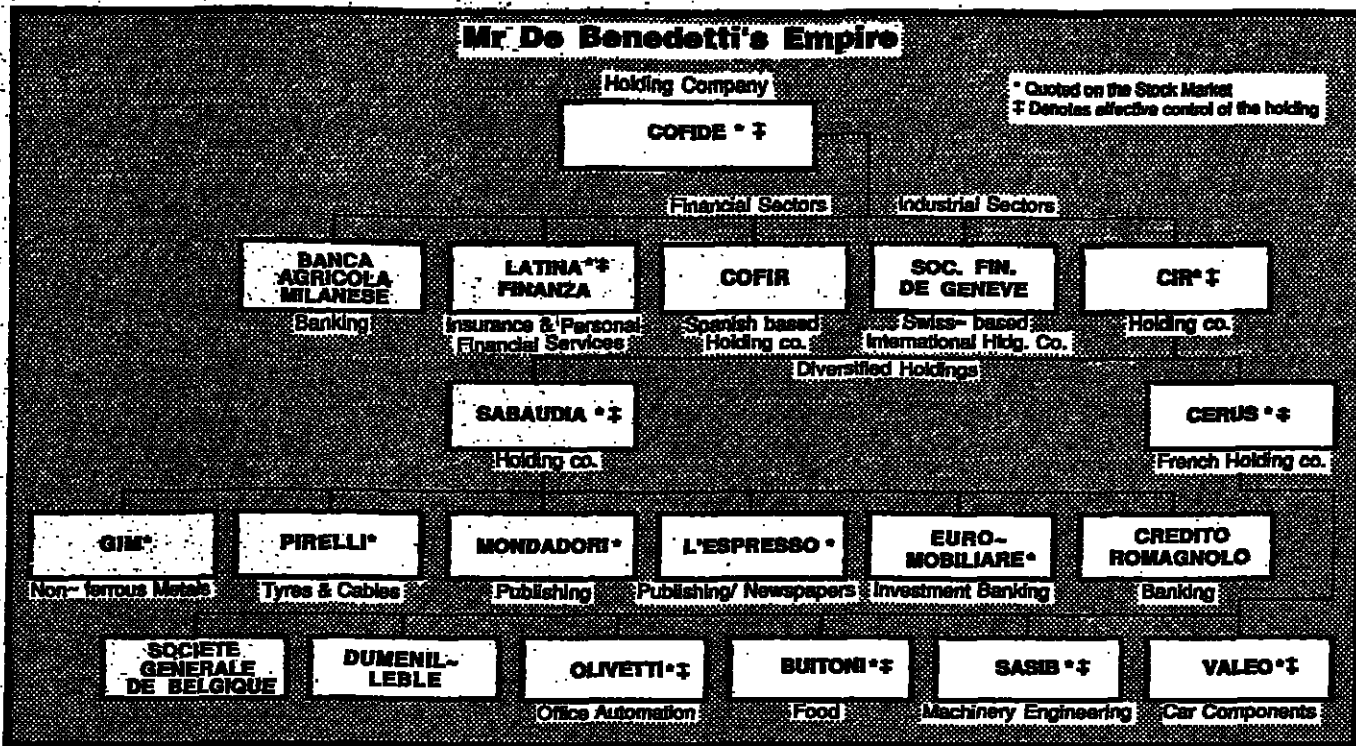 Mr De Benedetti's Empire
Holding Company
* Quoted on the Stock Market
‡ Denotes effective control of the holding
COFIDE * ‡
Financial Sectors
Industrial Sectors
BANCA
AGRICOLA
MILANESE
Banking
LATINA*‡
FINANZA
Insurance & Personal
Financial Services
COFIR
Spanish based
Holding co.
SOC. FIN.
DE GENEVE
Swiss- based
International Hldg. Co.
CIR*‡
Holding co.
Diversified Holdings
SABAUDIA *‡
Holding co.
CERUS *‡
French Holding co.
GIM*
Non- ferrous Metals
PIRELLI*
Tyres & Cables
MONDADORI*
Publishing
L'ESPRESSO *
Publishing/ Newspapers
EURO-
MOBILIARE*
Investment Banking
CREDITO
ROMAGNOLO
Banking
SOCIETE
GENERALE
DE BELGIQUE
DUMENIL-
LEBLE
OLIVETTI*‡
Office Automation
BUITONI*‡
Food
SASIB *‡
Machinery Engineering
VALEO*‡
Car Components